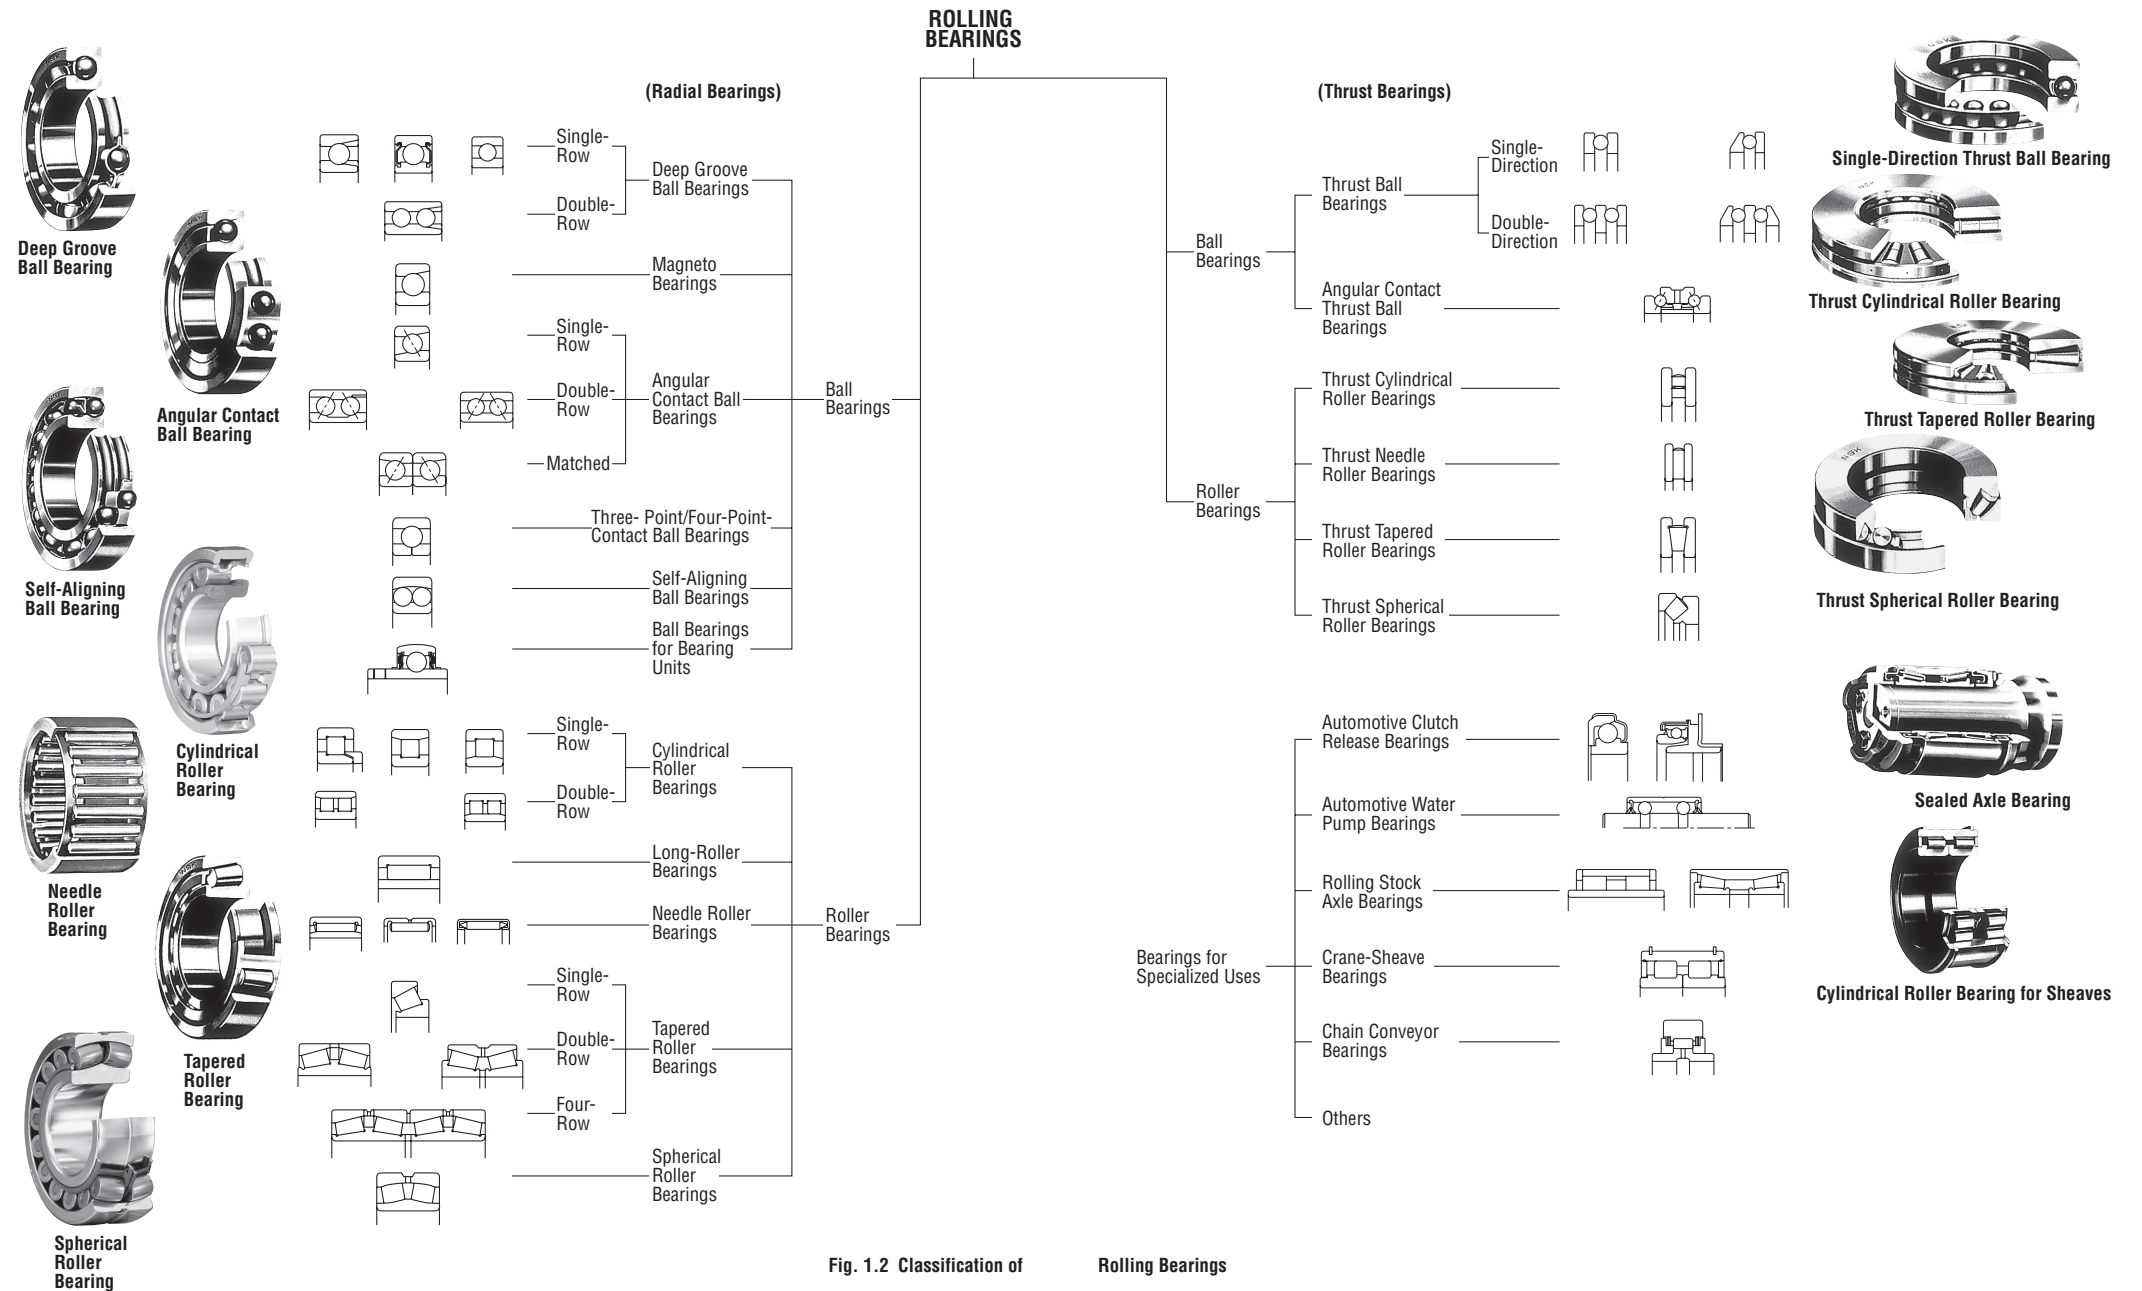 ROLLING
BEARINGS
(Radial Bearings)
Single-
Row
Deep Groove
Ball Bearings
Double-
Row
Magneto
Bearings
Single-
Row
Double-
Row
Angular
Contact Ball
Bearings
Matched
Ball
Bearings
Three- Point/Four-Point-
Contact Ball Bearings
Self-Aligning
Ball Bearings
Ball Bearings
for Bearing
Units
Single-
Row
Cylindrical
Roller
Bearings
Double-
Row
Long-Roller
Bearings
Needle Roller
Bearings
Roller
Bearings
Single-
Row
Double-
Row
Tapered
Roller
Bearings
Four-
Row
Spherical
Roller
Bearings
Deep Groove
Ball Bearing
Angular Contact
Ball Bearing
Self-Aligning
Ball Bearing
Cylindrical
Roller
Bearing
Needle
Roller
Bearing
Tapered
Roller
Bearing
Spherical
Roller
Bearing
(Thrust Bearings)
Ball
Bearings
Thrust Ball
Bearings
Single-
Direction
Double-
Direction
Angular Contact
Thrust Ball
Bearings
Roller
Bearings
Thrust Cylindrical
Roller Bearings
Thrust Needle
Roller Bearings
Thrust Tapered
Roller Bearings
Thrust Spherical
Roller Bearings
Bearings for
Specialized Uses
Automotive Clutch
Release Bearings
Automotive Water
Pump Bearings
Rolling Stock
Axle Bearings
Crane-Sheave
Bearings
Chain Conveyor
Bearings
Others
NSK
Single-Direction Thrust Ball Bearing
NSK
Thrust Cylindrical Roller Bearing
NSK
Thrust Tapered Roller Bearing
NSK
Thrust Spherical Roller Bearing
Sealed Axle Bearing
Cylindrical Roller Bearing for Sheaves
Fig. 1.2 Classification of Rolling Bearings